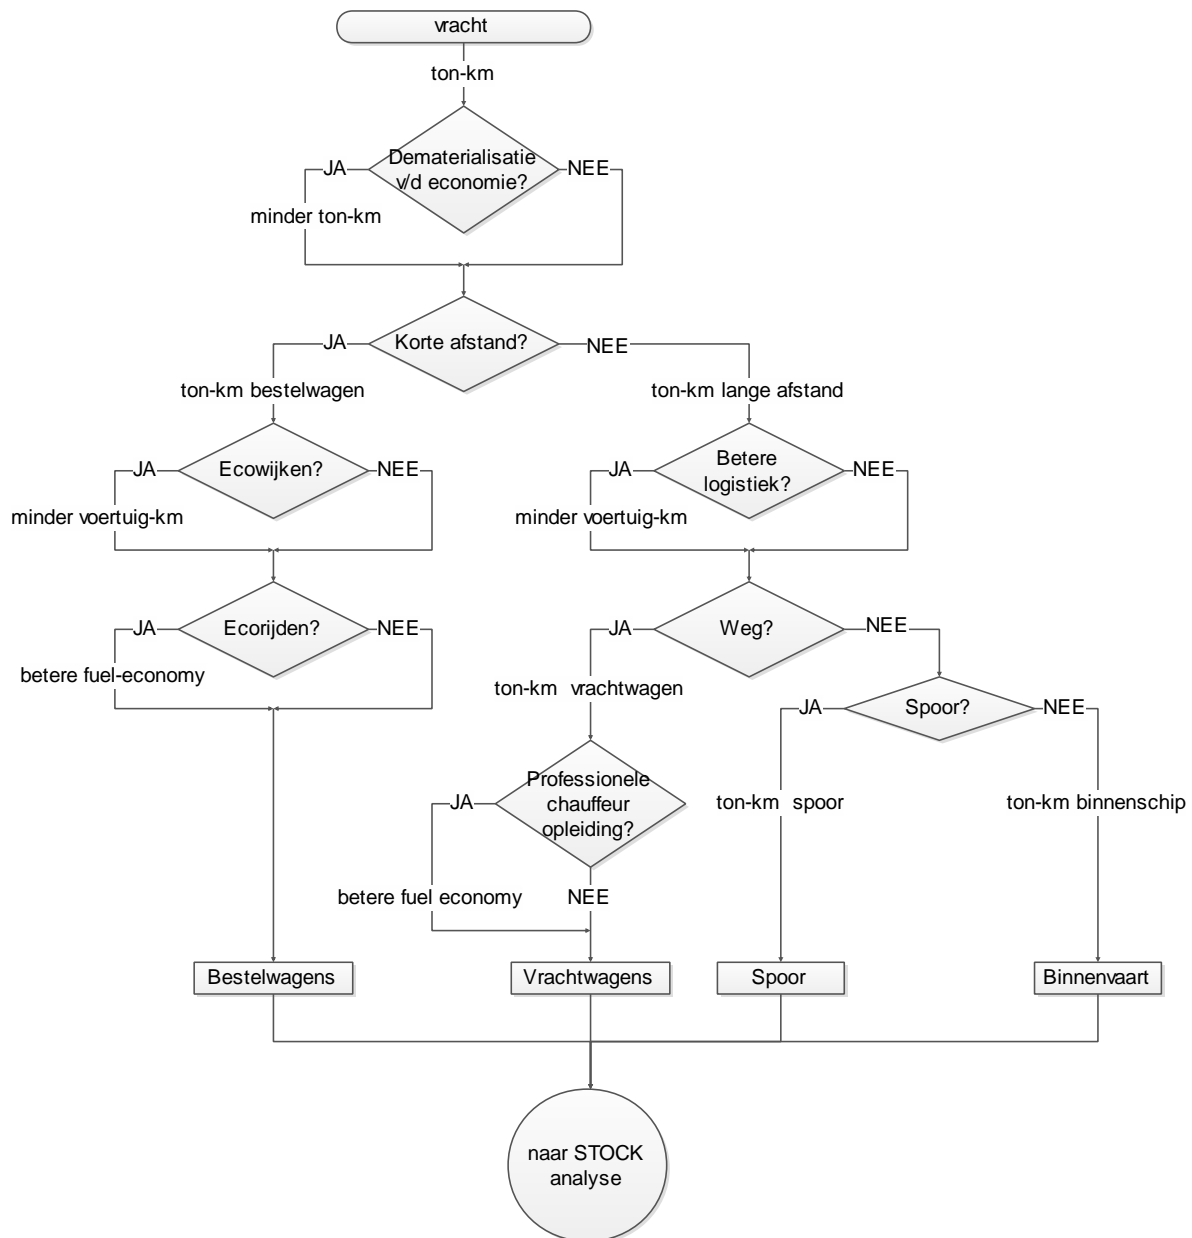 vracht
ton-km
Dematerialisatie
v/d economie?
JA
NEE
minder ton-km
Korte afstand?
JA
NEE
ton-km bestelwagen
ton-km lange afstand
Ecowijken?
JA
NEE
Betere
logistiek?
JA
NEE
minder voertuig-km
minder voertuig-km
Ecorijden?
JA
NEE
Weg?
JA
NEE
betere fuel-economy
ton-km vrachtwagen
Spoor?
JA
NEE
Professionele
chauffeur
opleiding?
JA
ton-km spoor
ton-km binnenschip
betere fuel economy
NEE
Bestelwagens
Vrachtwagens
Spoor
Binnenvaart
naar STOCK
analyse